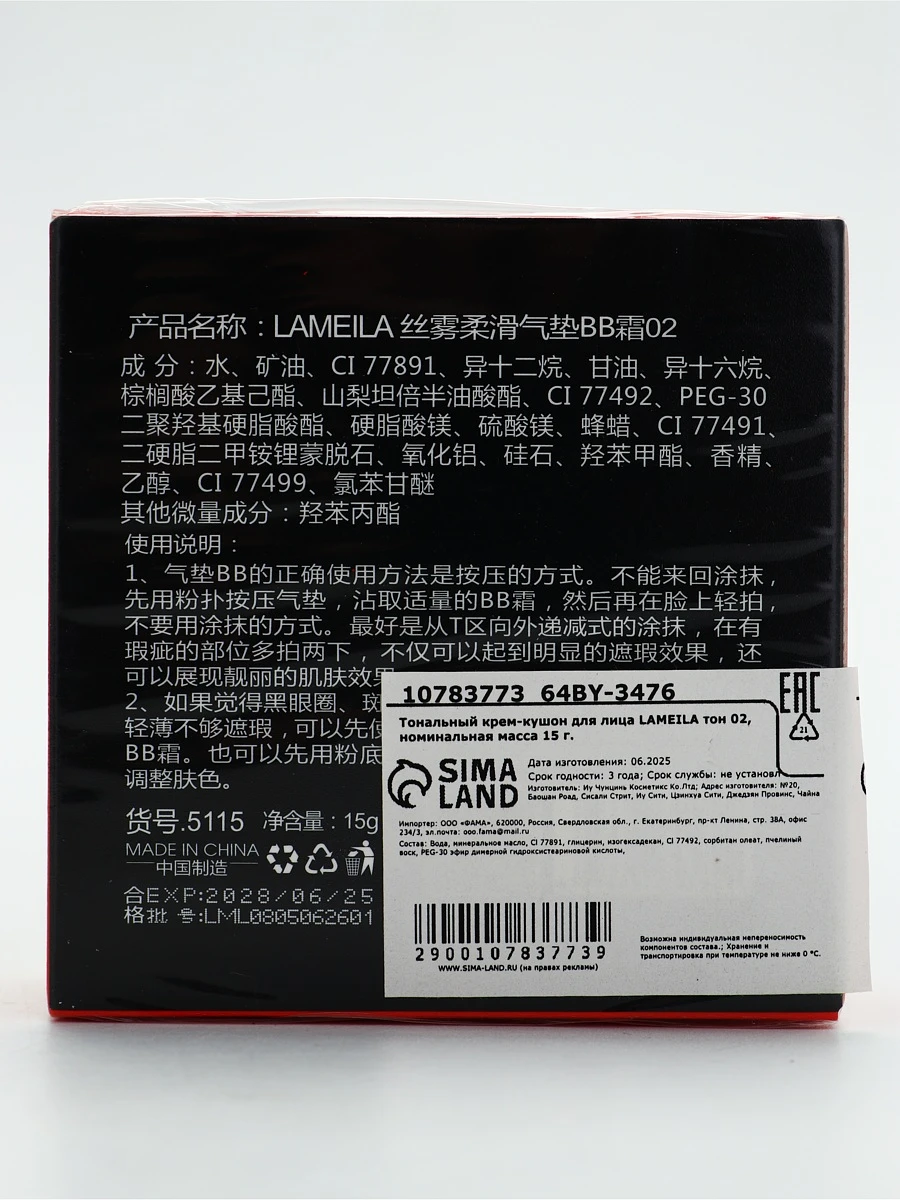 产品名称：LAMEILA 丝雾柔滑气垫BB霜02
成 分：水、矿油、CI 77891、异十二烷、甘油、异十六烷、
棕榈酸乙基己酯、山梨坦倍半油酸酯、CI 77492、PEG-30
二聚羟基硬脂酸酯、硬脂酸镁、硫酸镁、蜂蜡、CI 77491、
二硬脂二甲铵锂蒙脱石、氧化铝、硅石、羟苯甲酯、香精、
乙醇、CI 77499、氯苯甘醚
其他微量成分：羟苯丙酯
使用说明：
1、气垫BB的正确使用方法是按压的方式。不能来回涂抹，
先用粉扑按压气垫，沾取适量的BB霜，然后再在脸上轻拍，
不要用涂抹的方式。最好是从T区向外递减式的涂抹，在有
瑕疵的部位多拍两下，不仅可以起到明显的遮瑕效果，还
可以展现靓丽的肌肤效果
2、如果觉得黑眼圈、斑
轻薄不够遮瑕，可以先使
BB霜。也可以先用粉底
调整肤色。
货号.5115 净含量：15g
MADE IN CHINA
中国制造
合EXP:2028/06/25
格批 号:LML0805062601
10783773 64BY-3476
EAC
21
Тональный крем-кушон для лица LAMEILA тон 02,
номинальная масса 15 г.
SIMA LAND
Дата изготовления: 06.2025
Срок годности: 3 года; Срок службы: не установл
Изготовитель: Иу Чунцинь Косметикс Ко.Лтд; Адрес изготовителя: №20,
Баошан Роад, Сисали Стрит, Иу Сити, Цзинхуа Сити, Джедзян Провинс, Чайна
Импортер: ООО «ФАМА», 620000, Россия, Свердловская обл., г. Екатеринбург, пр-кт Ленина, стр. 38А, офис
234/3, эл.почта: ooo.fama@mail.ru
Состав: Вода, минеральное масло, CI 77891, глицерин, изогексадекан, CI 77492, сорбитан олеат, пчелиный
воск, PEG-30 эфир димерной гидроксистеариновой кислоты,
2900107837739
WWW.SIMA-LAND.RU (на правах рекламы)
Возможна индивидуальная непереносимость
компонентов состава.; Хранение и
транспортировка при температуре не ниже 0 °С.